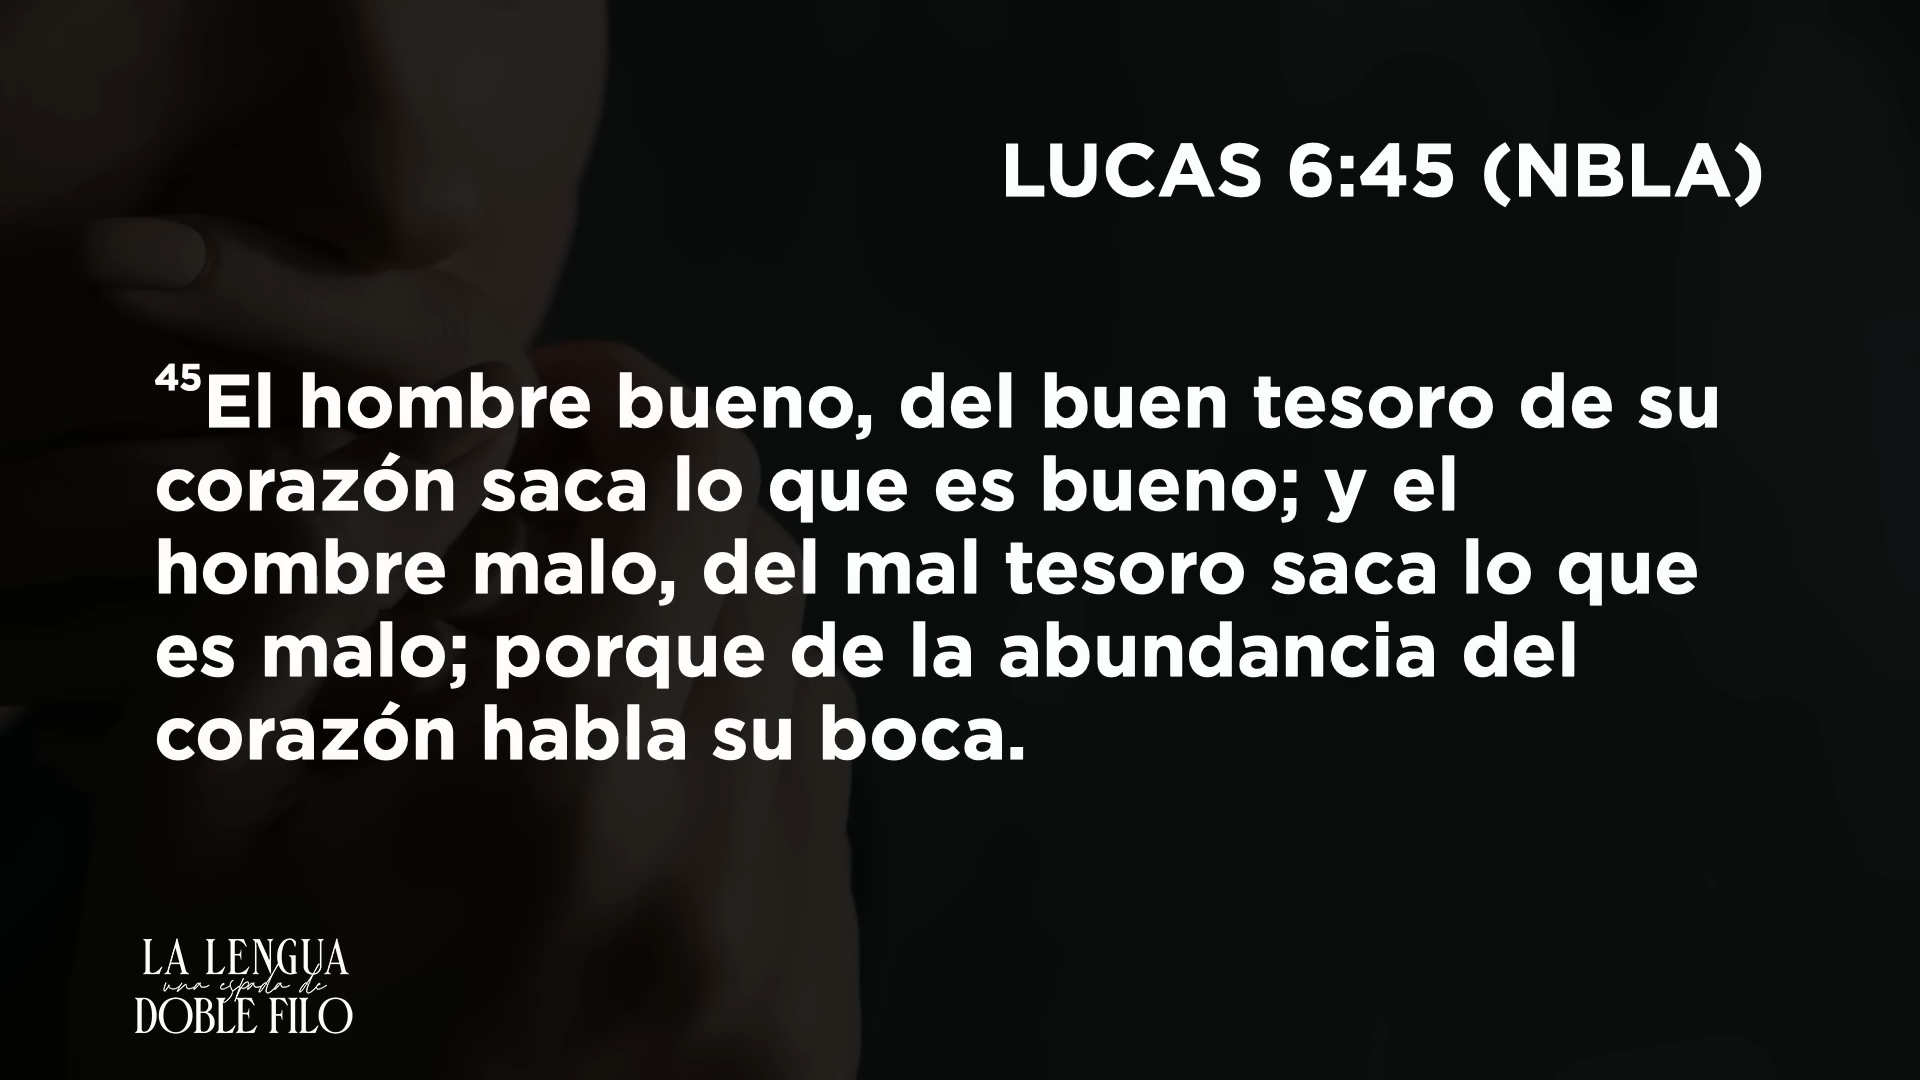 LUCAS 6:45 (NBLA)
⁴⁵El hombre bueno, del buen tesoro de su
corazón saca lo que es bueno; y el
hombre malo, del mal tesoro saca lo que
es malo; porque de la abundancia del
corazón habla su boca.
LA LENGUA
una espada de
DOBLE FILO